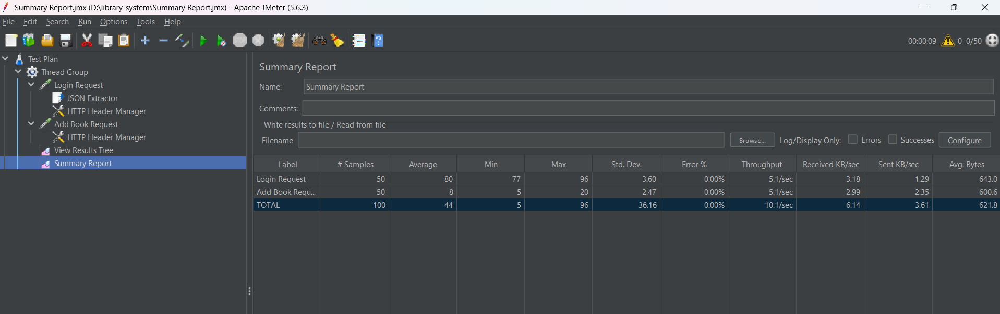 Summary Report.jmx (D:\library-system\Summary Report.jmx) - Apache JMeter (5.6.3)
File Edit Search Run Options Tools Help
STOP ? 00:00:09 0 0/50
Test Plan
Thread Group
Login Request
JSON Extractor
HTTP Header Manager
Add Book Request
HTTP Header Manager
View Results Tree
Summary Report
Summary Report
Name: Summary Report
Comments:
Write results to file / Read from file
Filename Browse... Log/Display Only: Errors Successes Configure
Label # Samples Average Min Max Std. Dev. Error % Throughput Received KB/sec Sent KB/sec Avg. Bytes
Login Request 50 80 77 96 3.60 0.00% 5.1/sec 3.18 1.29 643.0
Add Book Requ... 50 8 5 20 2.47 0.00% 5.1/sec 2.99 2.35 600.6
TOTAL 100 44 5 96 36.16 0.00% 10.1/sec 6.14 3.61 621.8